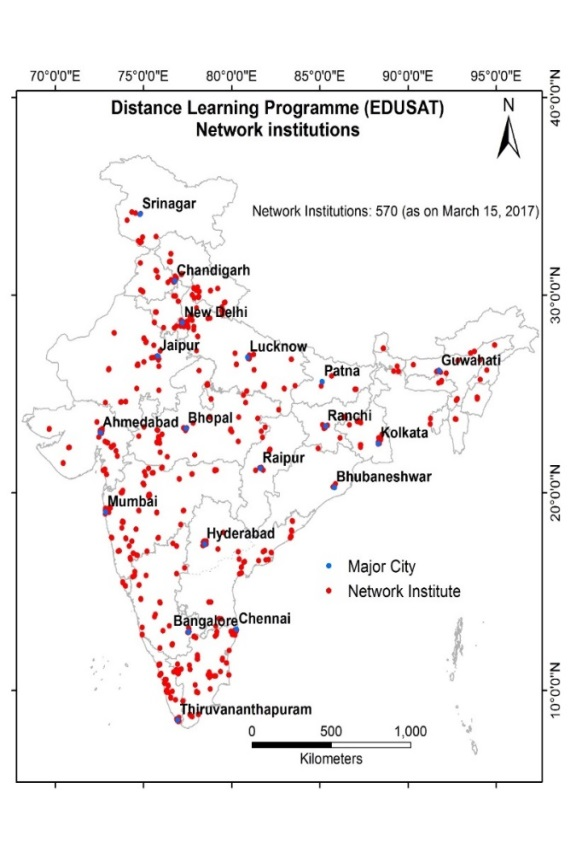 70°0'0"E 75°0'0"E 80°0'0"E 85°0'0"E 90°0'0"E 95°0'0"E
40°0'0"N
Distance Learning Programme (EDUSAT)
Network institutions
N
Network Institutions: 570 (as on March 15, 2017)
Srinagar
Chandigarh
30°0'0"N
New Delhi
Jaipur
Lucknow
Guwahati
Patna
Ahmedabad
Bhopal
Ranchi
Kolkata
Raipur
Bhubaneshwar
20°0'0"N
Mumbai
Hyderabad
Major City
Network Institute
Bangalore
Chennai
10°0'0"N
Thiruvananthapuram
0 500 1,000
Kilometers